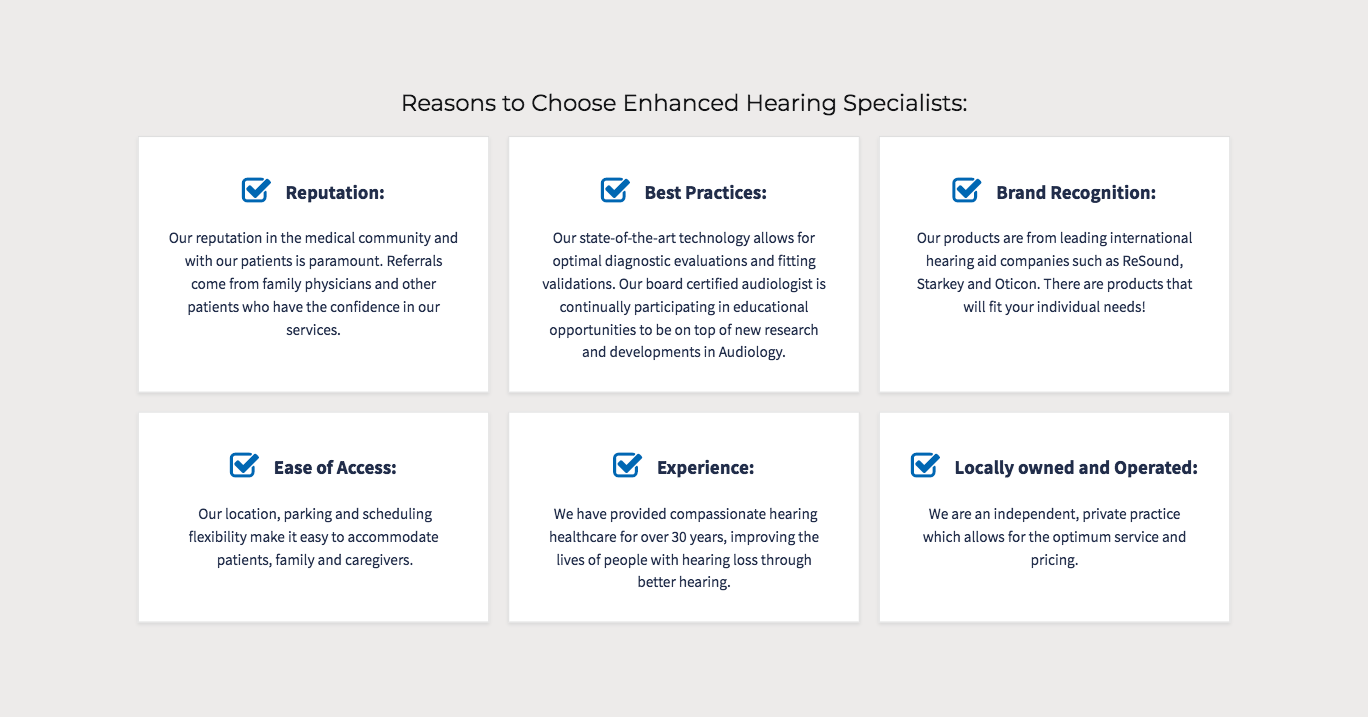 Reasons to Choose Enhanced Hearing Specialists:
Reputation:
Our reputation in the medical community and
with our patients is paramount. Referrals
come from family physicians and other
patients who have the confidence in our
services.
Best Practices:
Our state-of-the-art technology allows for
optimal diagnostic evaluations and fitting
validations. Our board certified audiologist is
continually participating in educational
opportunities to be on top of new research
and developments in Audiology.
Brand Recognition:
Our products are from leading international
hearing aid companies such as ReSound,
Starkey and Oticon. There are products that
will fit your individual needs!
Ease of Access:
Our location, parking and scheduling
flexibility make it easy to accommodate
patients, family and caregivers.
Experience:
We have provided compassionate hearing
healthcare for over 30 years, improving the
lives of people with hearing loss through
better hearing.
Locally owned and Operated:
We are an independent, private practice
which allows for the optimum service and
pricing.